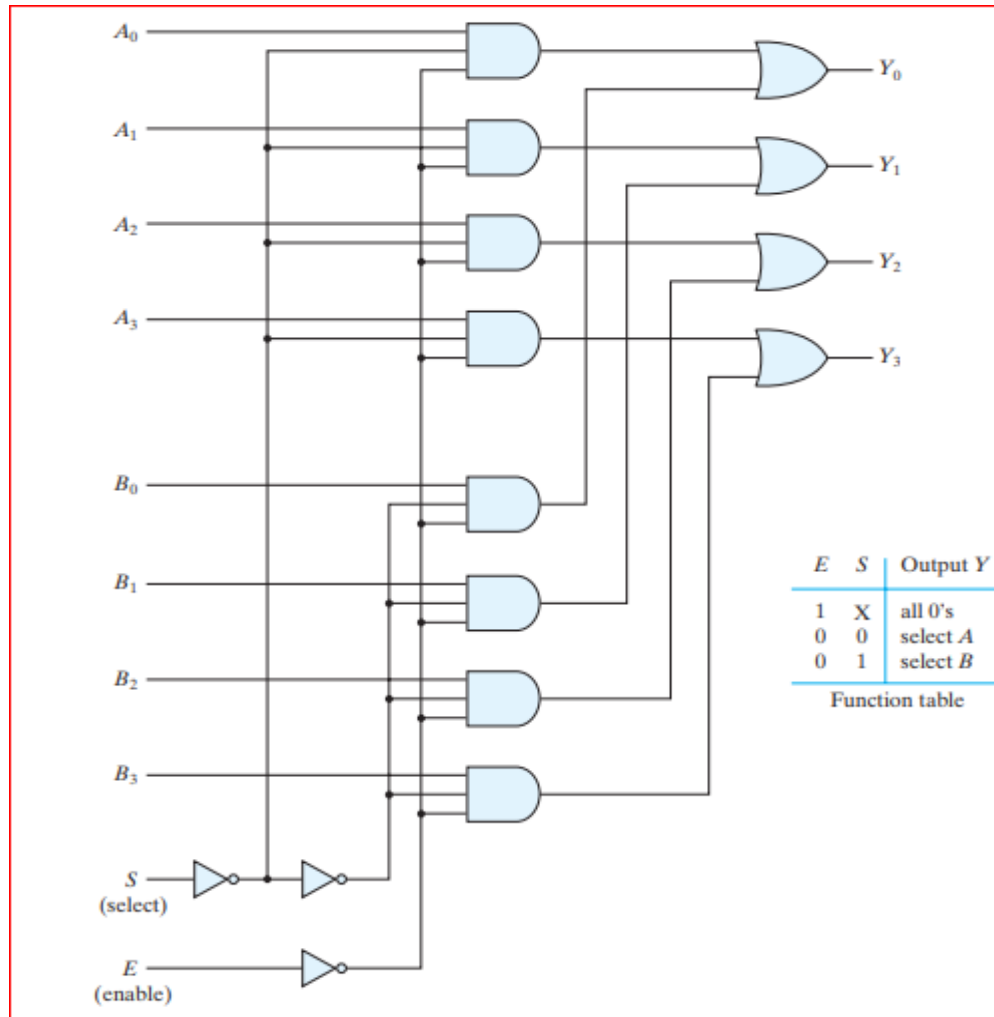 A₀
Y₀
A₁
Y₁
A₂
Y₂
A₃
Y₃
B₀
B₁
B₂
B₃
S
(select)
E
(enable)
E S Output Y
1 X all 0's
0 0 select A
0 1 select B
Function table